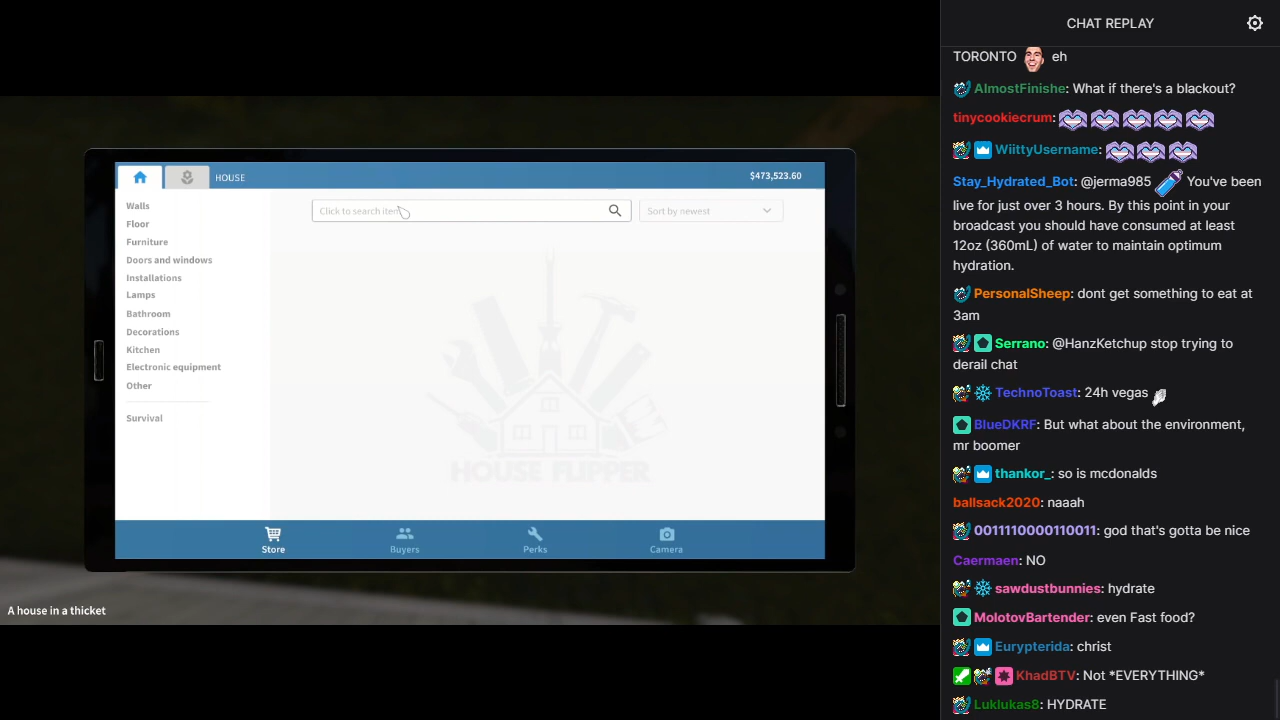 HOUSE
$473,523.60
Walls
Floor
Furniture
Doors and windows
Installations
Lamps
Bathroom
Decorations
Kitchen
Electronic equipment
Other
Survival
Click to search item
Sort by newest
HOUSE FLIPPER
Store
Buyers
Perks
Camera
A house in a thicket
CHAT REPLAY
TORONTO eh
AlmostFinishe: What if there's a blackout?
tinycookiecrum:
WiittyUsername:
Stay_Hydrated_Bot: @jerma985 You've been
live for just over 3 hours. By this point in your
broadcast you should have consumed at least
12oz (360mL) of water to maintain optimum
hydration.
PersonalSheep: dont get something to eat at
3am
Serrano: @HanzKetchup stop trying to
derail chat
TechnoToast: 24h vegas
BlueDKRF: But what about the environment,
mr boomer
thankor_: so is mcdonalds
ballsack2020: naaah
0011110000110011: god that's gotta be nice
Caermaen: NO
sawdustbunnies: hydrate
MolotovBartender: even Fast food?
Eurypterida: christ
KhadBTV: Not *EVERYTHING*
Luklukas8: HYDRATE